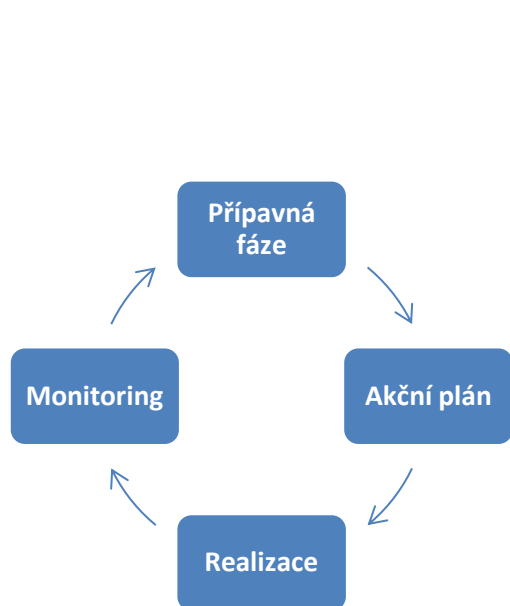 Přípavná
fáze
Monitoring
Akční plán
Realizace